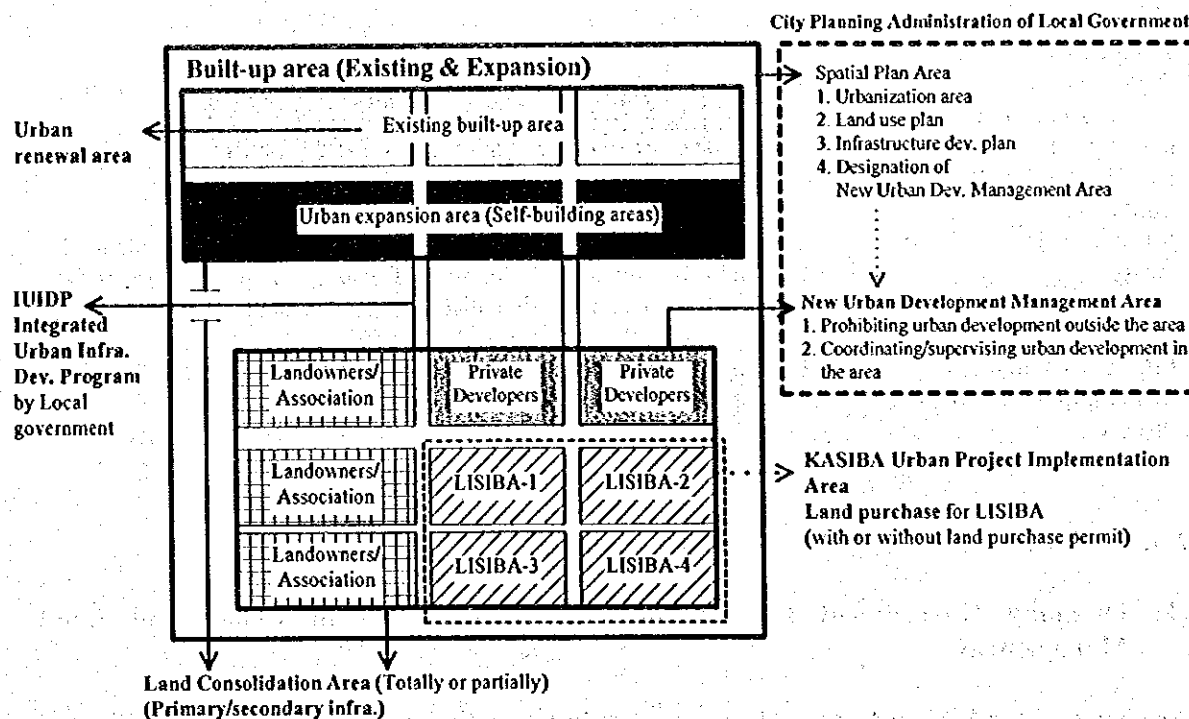 City Planning Administration of Local Government
Built-up area (Existing & Expansion)
Spatial Plan Area
1. Urbanization area
2. Land use plan
3. Infrastructure dev. plan
4. Designation of
New Urban Dev. Management Area
Urban
renewal area
Existing built-up area
Urban expansion area (Self-building areas)
IUIDP
Integrated
Urban Infra.
Dev. Program
by Local
government
New Urban Development Management Area
1. Prohibiting urban development outside the area
2. Coordinating/supervising urban development in
the area
Landowners/
Association
Private
Developers
Private
Developers
Landowners/
Association
LISIBA-1
LISIBA-2
Landowners/
Association
LISIBA-3
LISIBA-4
KASIBA Urban Project Implementation
Area
Land purchase for LISIBA
(with or without land purchase permit)
Land Consolidation Area (Totally or partially)
(Primary/secondary infra.)